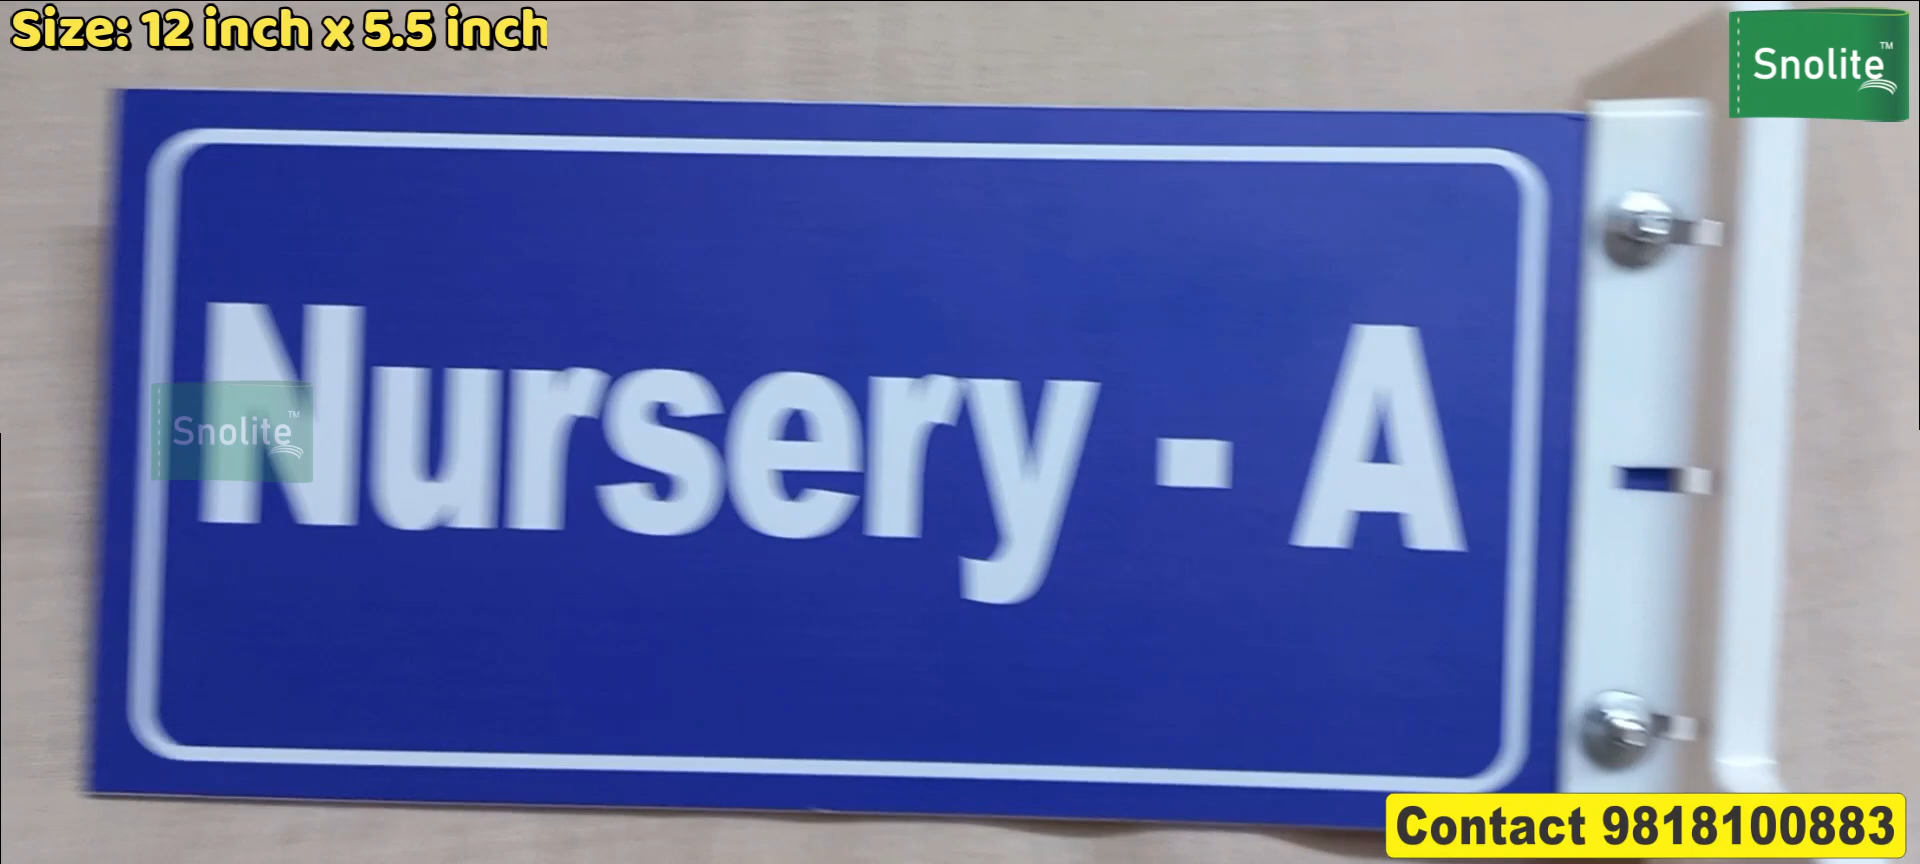 Size: 12 inch x 5.5 inch
Snolite™
Nursery - A
Snolite™
Contact 9818100883